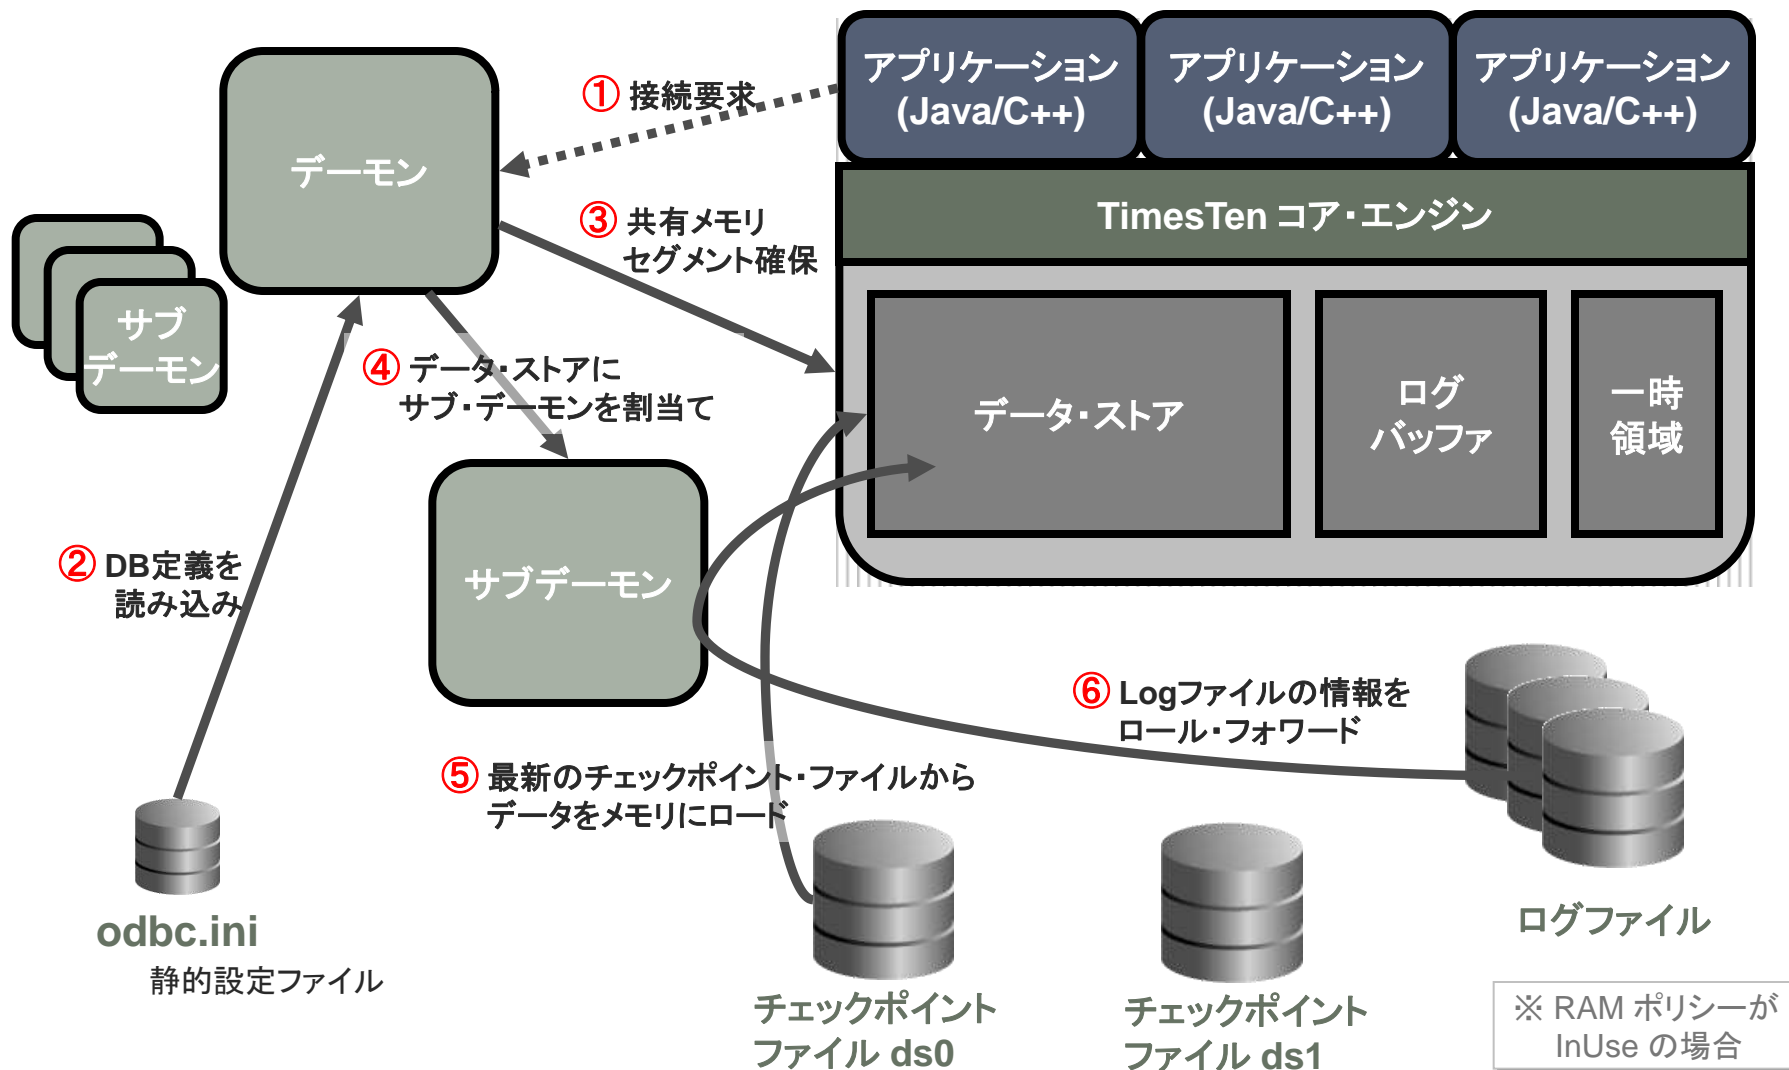 アプリケーション
(Java/C++)
アプリケーション
(Java/C++)
アプリケーション
(Java/C++)
① 接続要求
デーモン
TimesTen コア・エンジン
③ 共有メモリ
セグメント確保
サブ
デーモン
④ データ・ストアに
サブ・デーモンを割当て
データ・ストア
ログ
バッファ
一時
領域
② DB定義を
読み込み
サブデーモン
⑥ Logファイルの情報を
ロール・フォワード
⑤ 最新のチェックポイント・ファイルから
データをメモリにロード
odbc.ini
静的設定ファイル
チェックポイント
ファイル ds0
チェックポイント
ファイル ds1
ログファイル
※ RAM ポリシーが
InUse の場合